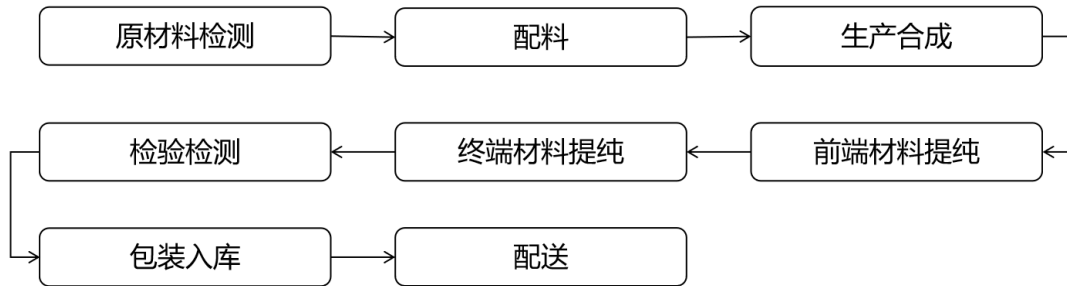 原材料检测
配料
生产合成
前端材料提纯
终端材料提纯
检验检测
包装入库
配送